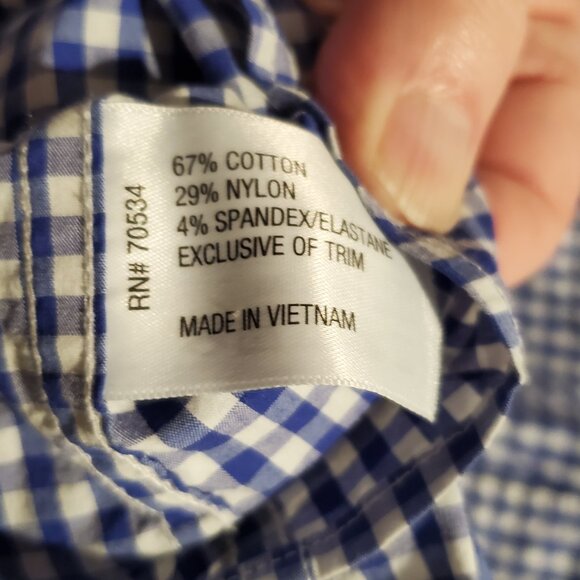 67% COTTON
29% NYLON
4% SPANDEX/ELASTANE
EXCLUSIVE OF TRIM
MADE IN VIETNAM
RN# 70534